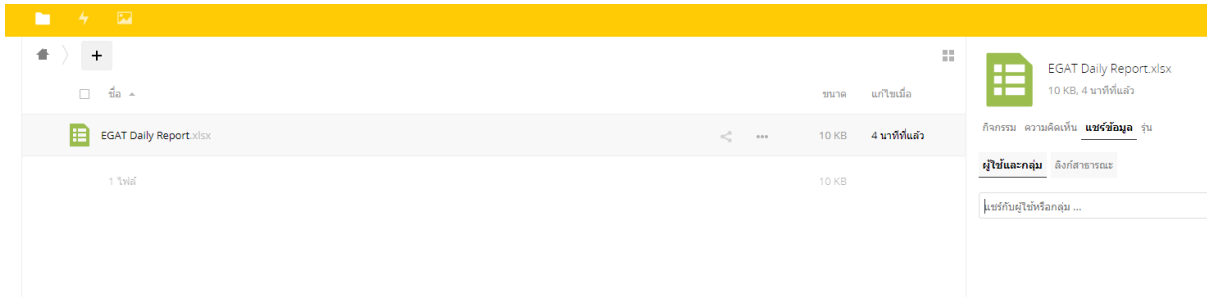 ชื่อ
ขนาด
แก้ไขเมื่อ
EGAT Daily Report.xlsx
10 KB
4 นาทีที่แล้ว
1 ไฟล์
10 KB
EGAT Daily Report.xlsx
10 KB, 4 นาทีที่แล้ว
กิจกรรม ความคิดเห็น แชร์ข้อมูล รุ่น
ผู้ใช้และกลุ่ม ลิงก์สาธารณะ
แชร์กับผู้ใช้หรือกลุ่ม ...